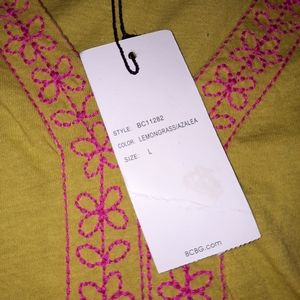 STYLE: BC11282
COLOR: LEMONGRASS/AZALEA
SIZE: L
BCBG.com